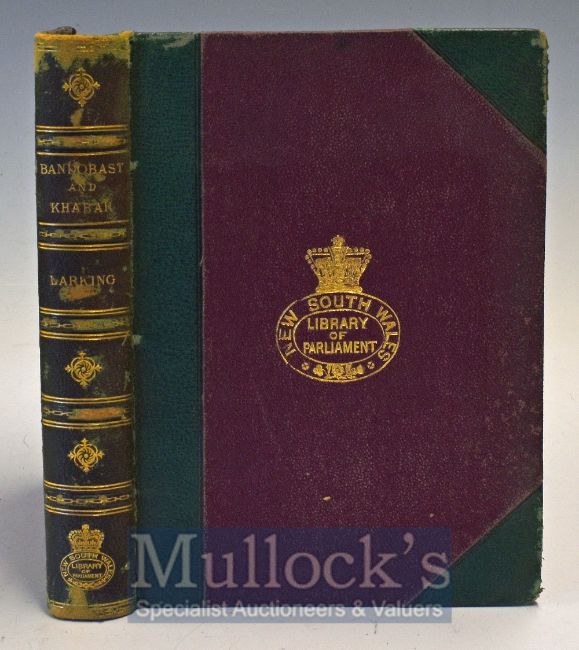 BANDOBAST
AND
KHABAR
LARKING
NEW SOUTH WALES
LIBRARY
OF
PARLIAMENT
NEW SOUTH WALES
LIBRARY
OF
PARLIAMENT
Mullock's
Specialist Auctioneers & Valuers